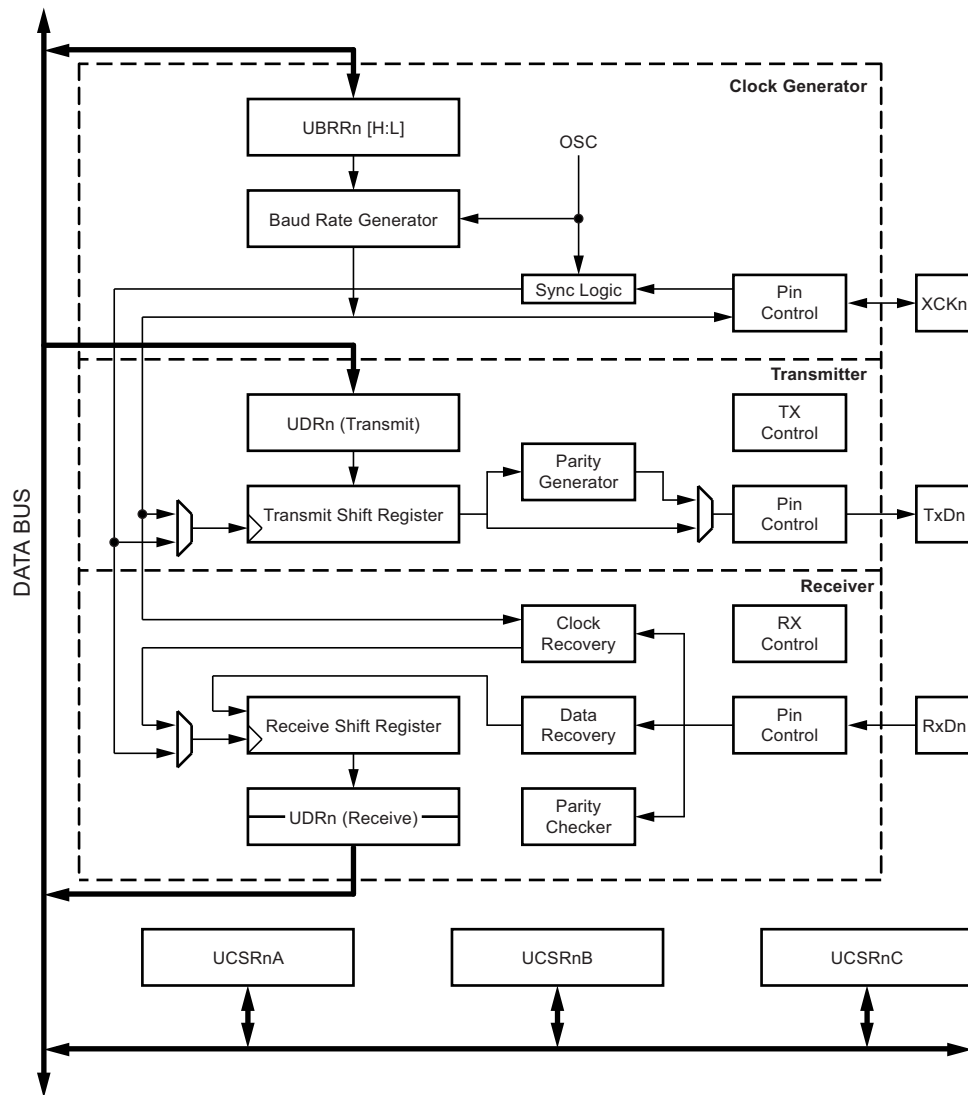 Clock Generator
UBRRn [H:L]
OSC
Baud Rate Generator
Sync Logic
Pin
Control
XCKn
Transmitter
UDRn (Transmit)
TX
Control
Parity
Generator
Transmit Shift Register
Pin
Control
TxDn
DATA BUS
Receiver
Clock
Recovery
RX
Control
Receive Shift Register
Data
Recovery
Pin
Control
RxDn
UDRn (Receive)
Parity
Checker
UCSRnA
UCSRnB
UCSRnC